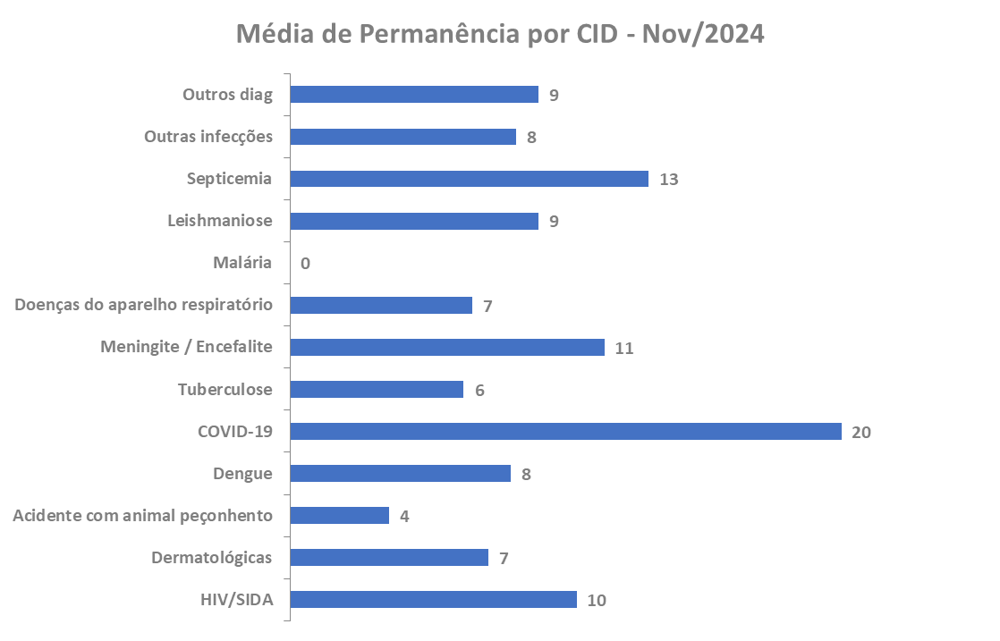 Média de Permanência por CID - Nov/2024
Outros diag 9
Outras infecções 8
Septicemia 13
Leishmaniose 9
Malária 0
Doenças do aparelho respiratório 7
Meningite / Encefalite 11
Tuberculose 6
COVID-19 20
Dengue 8
Acidente com animal peçonhento 4
Dermatológicas 7
HIV/SIDA 10